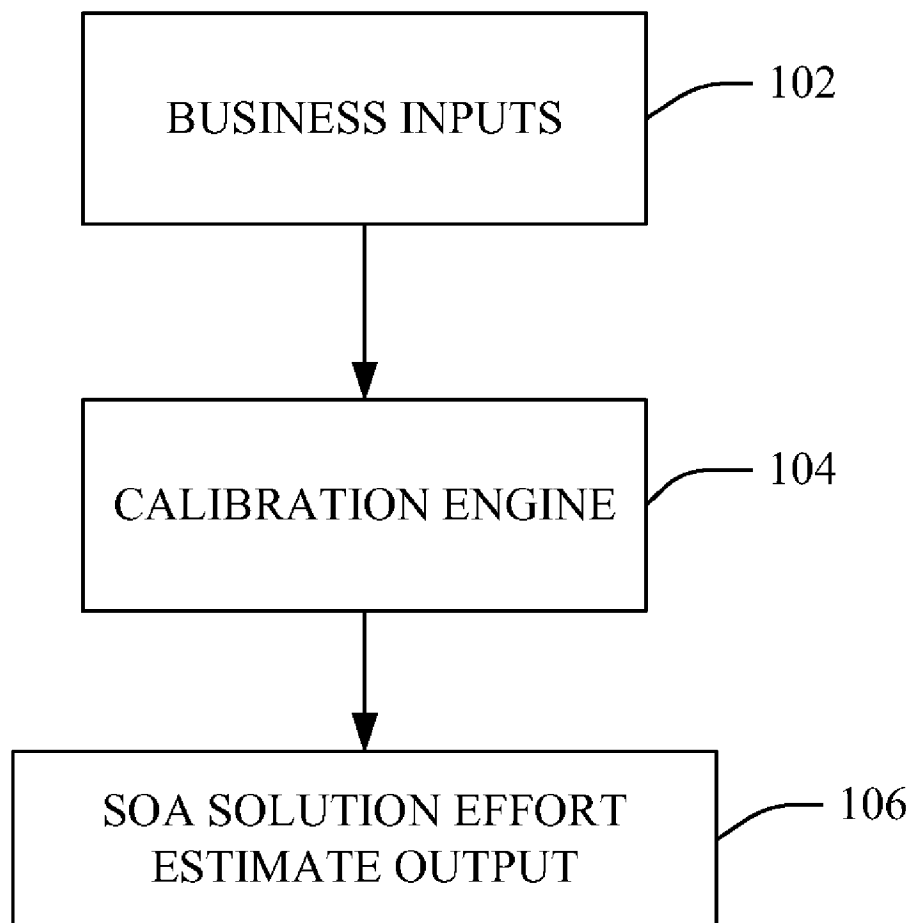 BUSINESS INPUTS
102
CALIBRATION ENGINE
104
SOA SOLUTION EFFORT
ESTIMATE OUTPUT
106